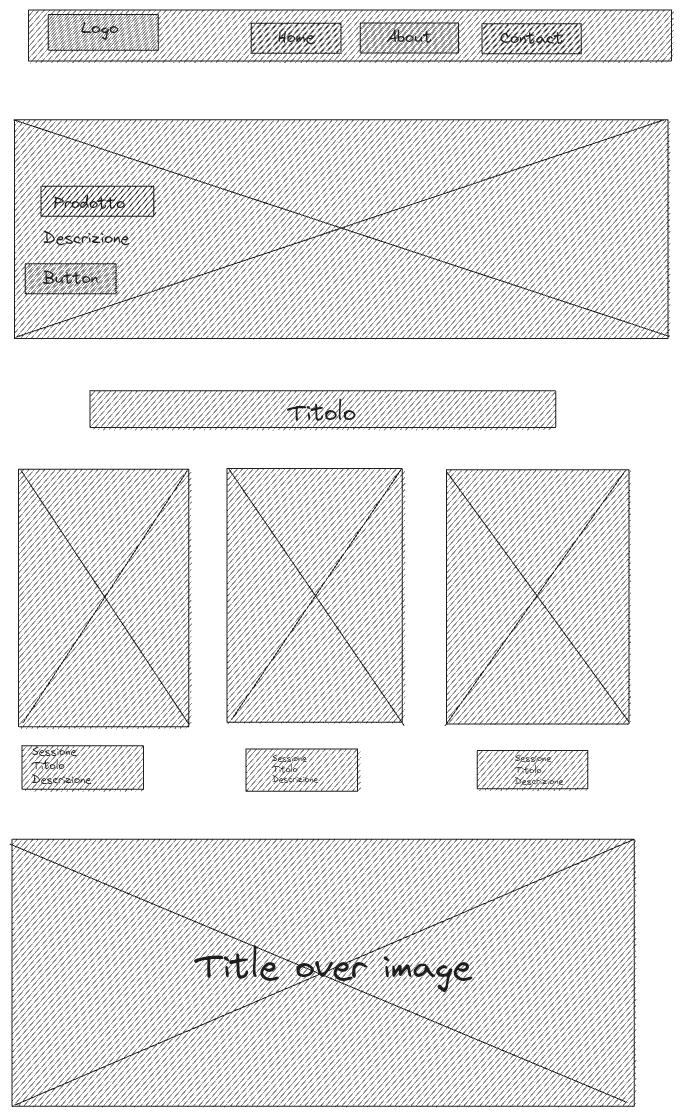 Logo
Home
About
Contact
Prodotto
Descrizione
Button
Titolo
Sessione
Titolo
Descrizione
Sessione
Titolo
Descrizione
Sessione
Titolo
Descrizione
Title over image